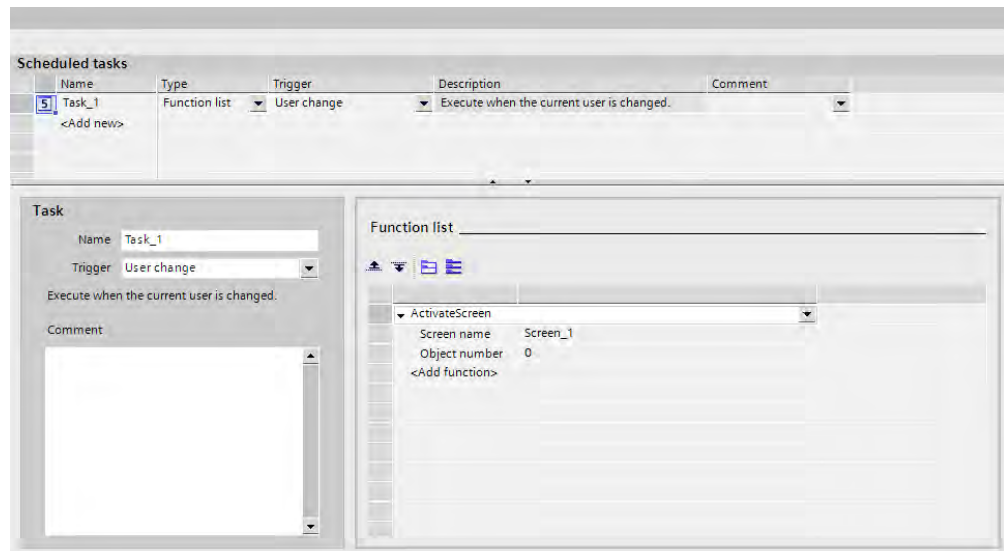 Scheduled tasks
Name Type Trigger Description Comment
5 Task_1 Function list User change Execute when the current user is changed.
<Add new>
Task
Name Task_1
Trigger User change
Execute when the current user is changed.
Comment
Function list
ActivateScreen
Screen name Screen_1
Object number 0
<Add function>